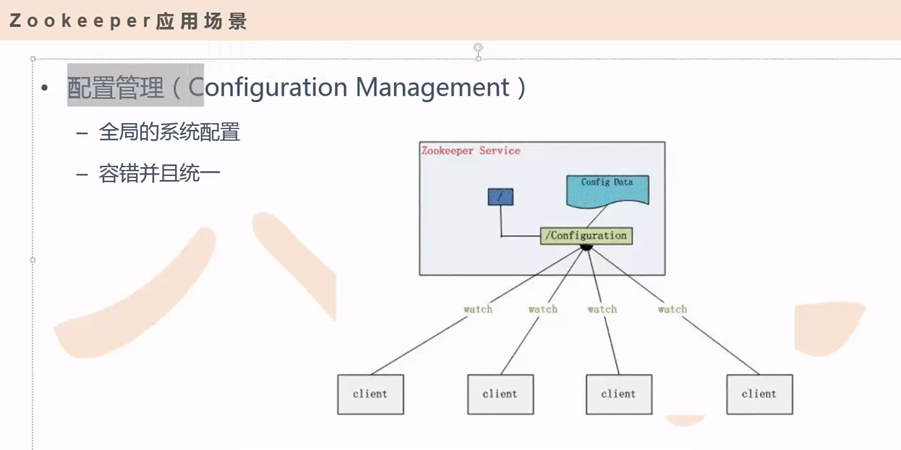 Zookeeper应用场景
• 配置管理（Configuration Management）
– 全局的系统配置
– 容错并且统一
Zookeeper Service
/
Config Data
/Configuration
watch watch watch watch
client client client client